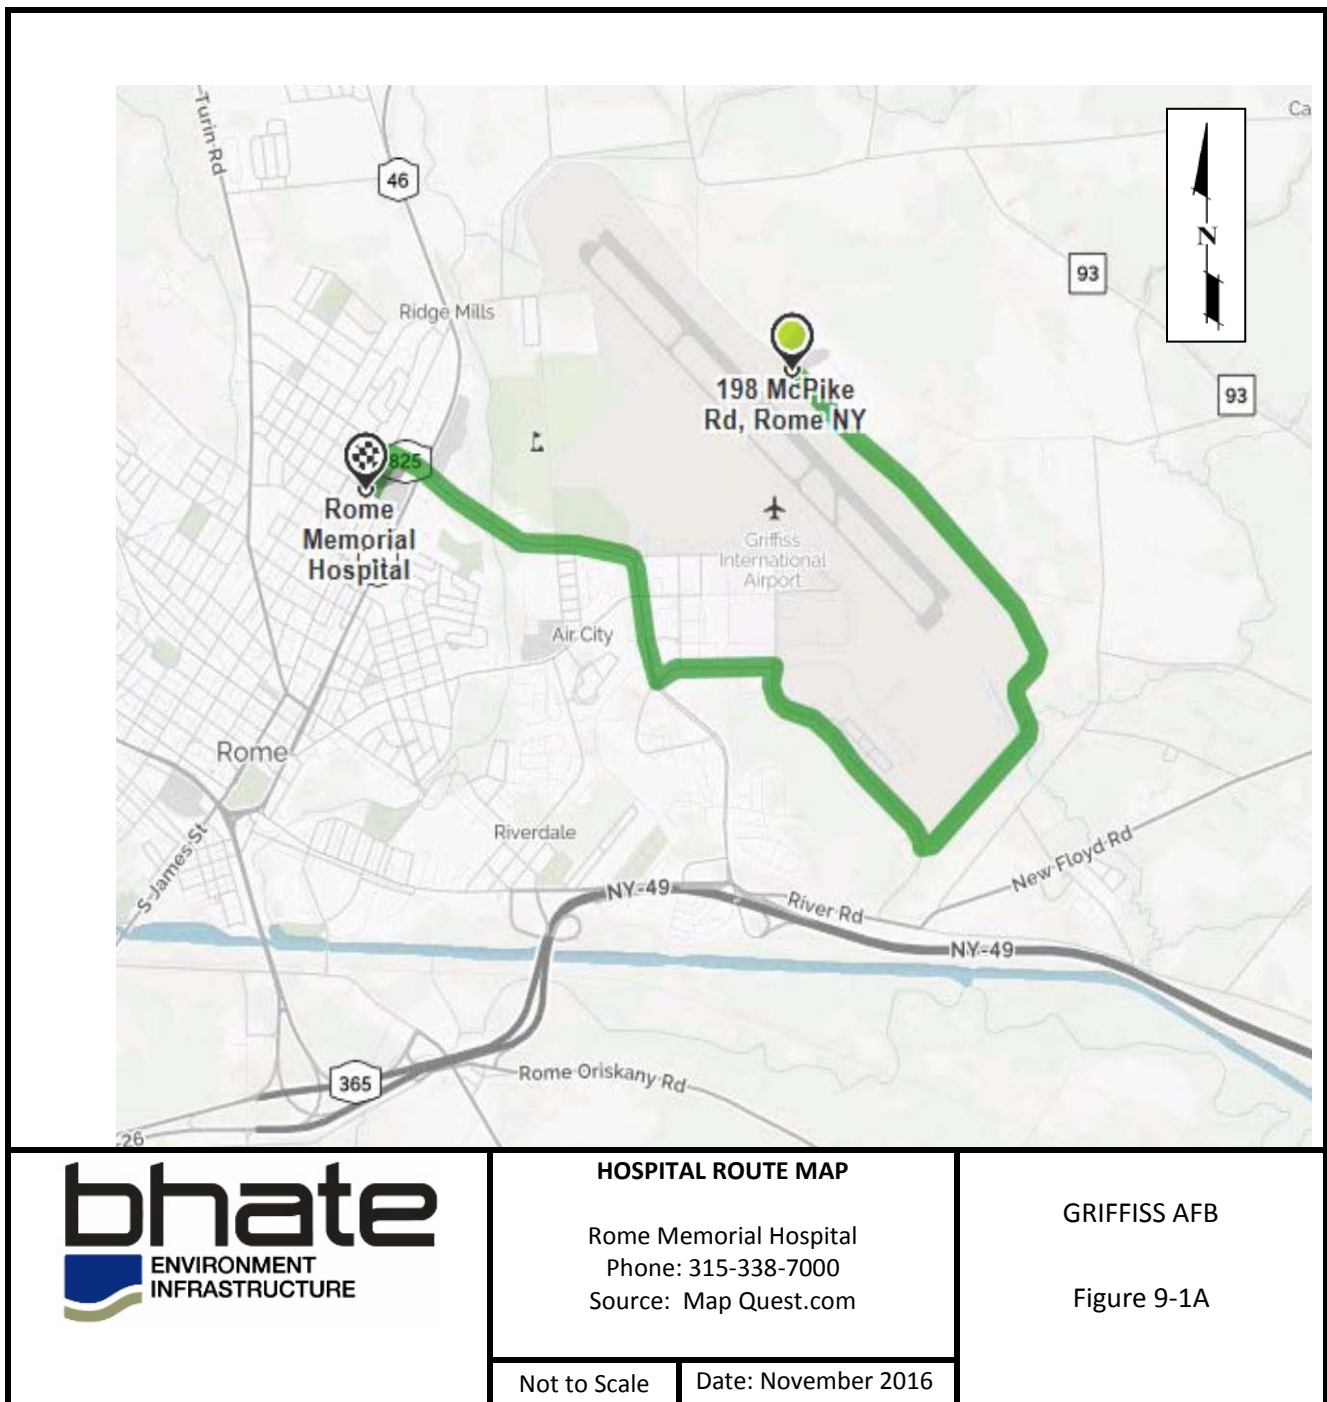 Turin Rd
Ca
46
N
93
Ridge Mills
198 McPike
Rd, Rome NY
93
825
Rome
Memorial
Hospital
Griffiss
International
Airport
Air City
Rome
Riverdale
S James St
New Floyd Rd
NY-49
River Rd
NY-49
365
Rome Oriskany Rd
C26
bhate
ENVIRONMENT
INFRASTRUCTURE
HOSPITAL ROUTE MAP
Rome Memorial Hospital
Phone: 315-338-7000
Source: Map Quest.com
Not to Scale
Date: November 2016
GRIFFISS AFB
Figure 9-1A